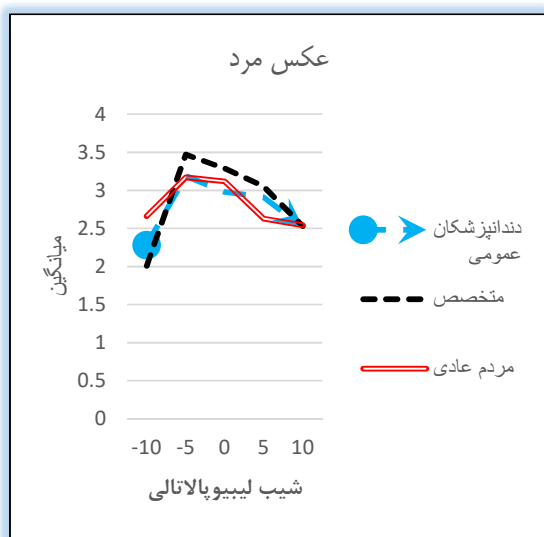 عکس مرد
4
3.5
3
2.5
2
1.5
1
0.5
0
میانگین
-10 -5 0 5 10
شیب لیبیوپالاتالی
دندانپزشکان
عمومی
متخصص
مردم عادی